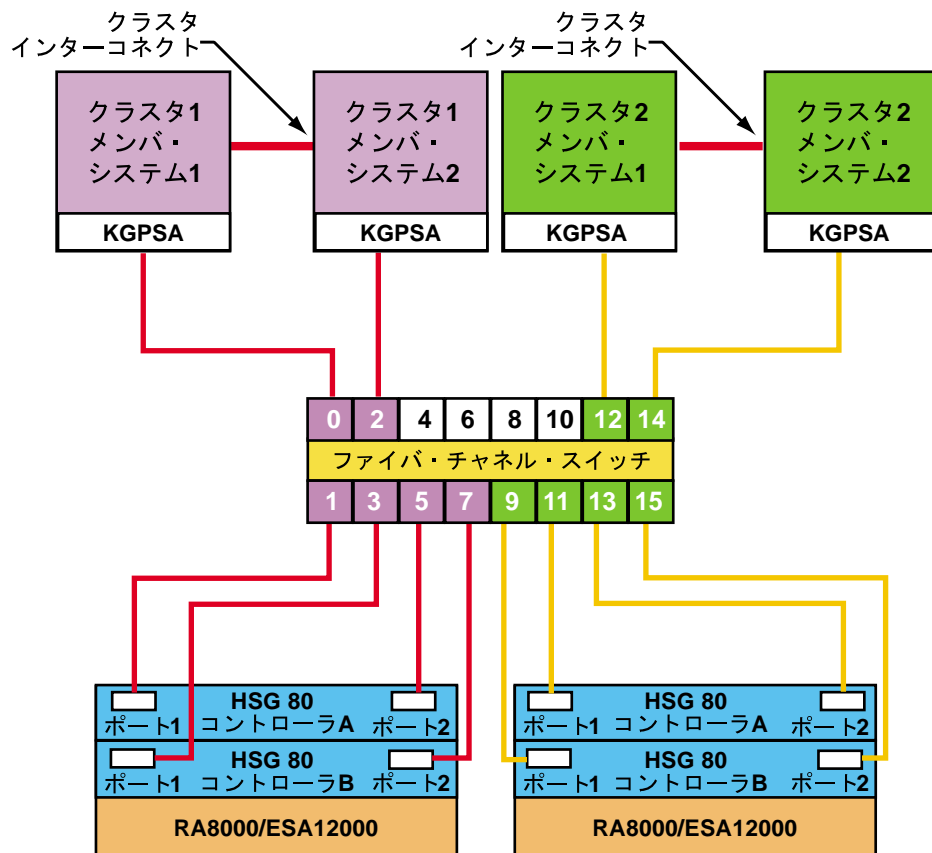 クラスタ
インターコネクト
クラスタ
インターコネクト
クラスタ1
メンバ・
システム1
KGPSA
クラスタ1
メンバ・
システム2
KGPSA
クラスタ2
メンバ・
システム1
KGPSA
クラスタ2
メンバ・
システム2
KGPSA
0 2 4 6 8 10 12 14
ファイバ・チャネル・スイッチ
1 3 5 7 9 11 13 15
HSG 80
ポート1 コントローラA ポート2
HSG 80
ポート1 コントローラB ポート2
RA8000/ESA12000
HSG 80
ポート1 コントローラA ポート2
HSG 80
ポート1 コントローラB ポート2
RA8000/ESA12000